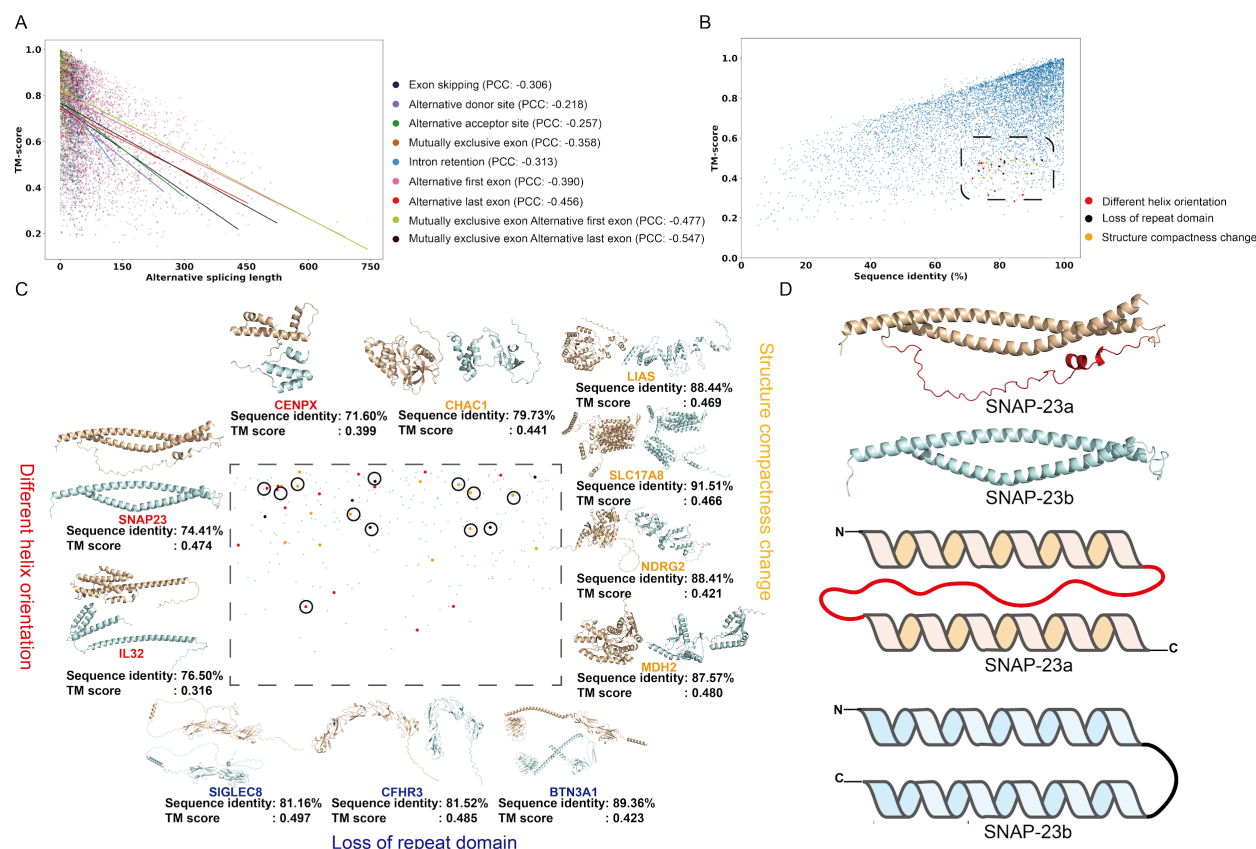 A
1.0
0.8
0.6
0.4
0.2
TM-score
0
150
300
450
600
750
Alternative splicing length
Exon skipping (PCC: -0.306)
Alternative donor site (PCC: -0.218)
Alternative acceptor site (PCC: -0.257)
Mutually exclusive exon (PCC: -0.358)
Intron retention (PCC: -0.313)
Alternative first exon (PCC: -0.390)
Alternative last exon (PCC: -0.456)
Mutually exclusive exon Alternative first exon (PCC: -0.477)
Mutually exclusive exon Alternative last exon (PCC: -0.547)
B
1.0
0.8
0.6
0.4
0.2
0.0
TM-score
0
20
40
60
80
100
Sequence identity (%)
Different helix orientation
Loss of repeat domain
Structure compactness change
C
Different helix orientation
CENPX
Sequence identity: 71.60%
TM score : 0.399
CHAC1
Sequence identity: 79.73%
TM score : 0.441
LIAS
Sequence identity: 88.44%
TM score : 0.469
SLC17A8
Sequence identity: 91.51%
TM score : 0.466
NDRG2
Sequence identity: 88.41%
TM score : 0.421
MDH2
Sequence identity: 87.57%
TM score : 0.480
Structure compactness change
SNAP23
Sequence identity: 74.41%
TM score : 0.474
IL32
Sequence identity: 76.50%
TM score : 0.316
SIGLEC8
Sequence identity: 81.16%
TM score : 0.497
CFHR3
Sequence identity: 81.52%
TM score : 0.485
BTN3A1
Sequence identity: 89.36%
TM score : 0.423
Loss of repeat domain
D
SNAP-23a
SNAP-23b
N
C
SNAP-23a
N
C
SNAP-23b